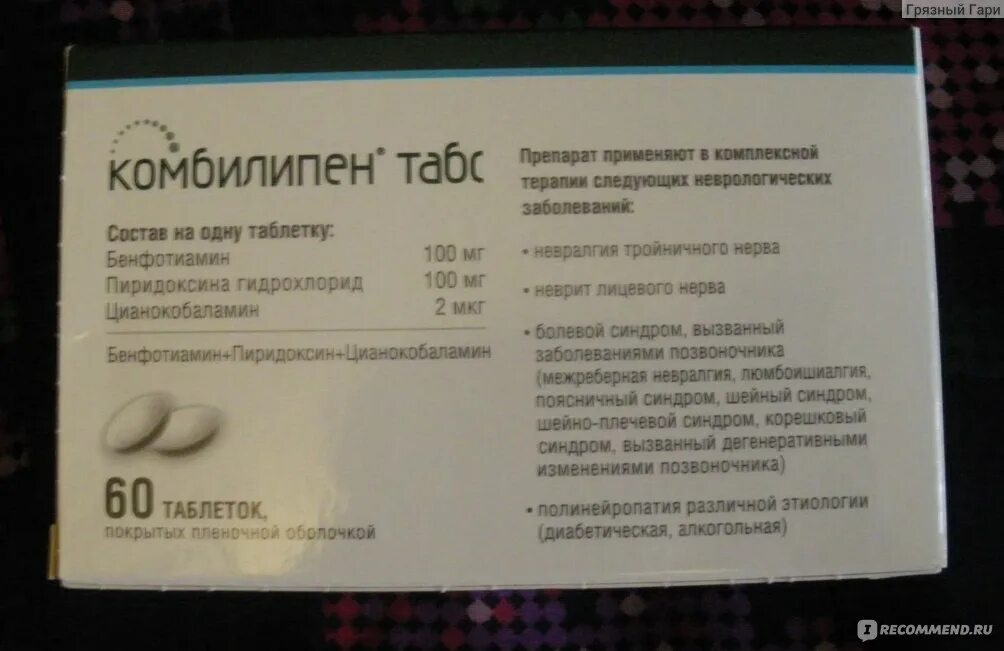 Грязный Гари
комбилипен® табс
Состав на одну таблетку:
Бенфотиамин 100 мг
Пиридоксина гидрохлорид 100 мг
Цианокобаламин 2 мкг
Бенфотиамин+Пиридоксин+Цианокобаламин
60 ТАБЛЕТОК,
покрытых пленочной оболочкой
Препарат применяют в комплексной
терапии следующих неврологических
заболеваний:
• невралгия тройничного нерва
• неврит лицевого нерва
• болевой синдром, вызванный
заболеваниями позвоночника
(межреберная невралгия, люмбоишиалгия,
поясничный синдром, шейный синдром,
шейно-плечевой синдром, корешковый
синдром, вызванный дегенеративными
изменениями позвоночника)
• полинейропатия различной этиологии
(диабетическая, алкогольная)
IRECOMMEND.RU